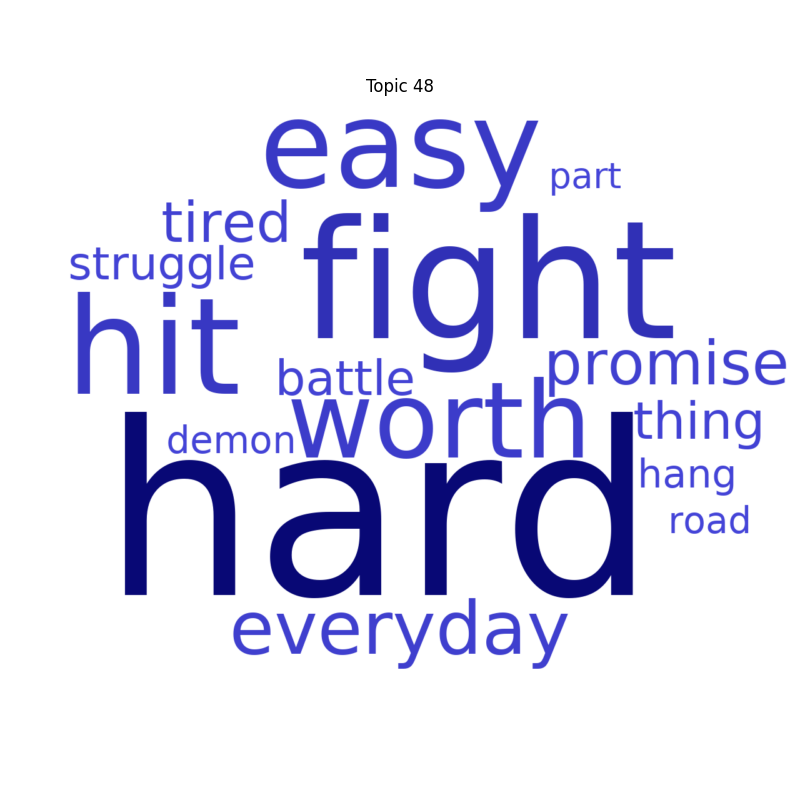 Topic 48
easy
part
tired
fight
struggle
hit
promise
battle
worth
thing
demon
hard
hang
road
everyday